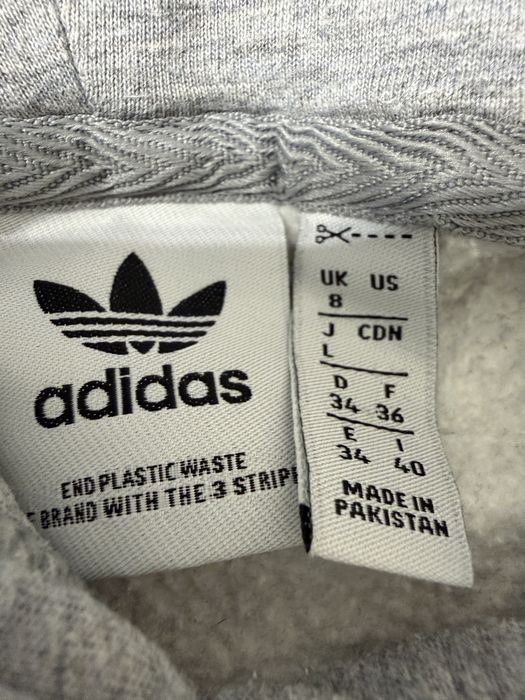 adidas
END PLASTIC WASTE
BRAND WITH THE 3 STRIP
UK US
8
J CDN
L
D F
34 36
E I
34 40
MADE IN
PAKISTAN